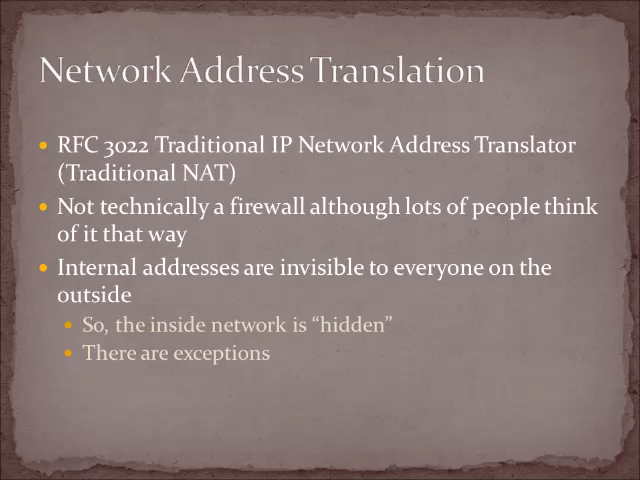 Network Address Translation
• RFC 3022 Traditional IP Network Address Translator
(Traditional NAT)
• Not technically a firewall although lots of people think
of it that way
• Internal addresses are invisible to everyone on the
outside
• So, the inside network is “hidden”
• There are exceptions